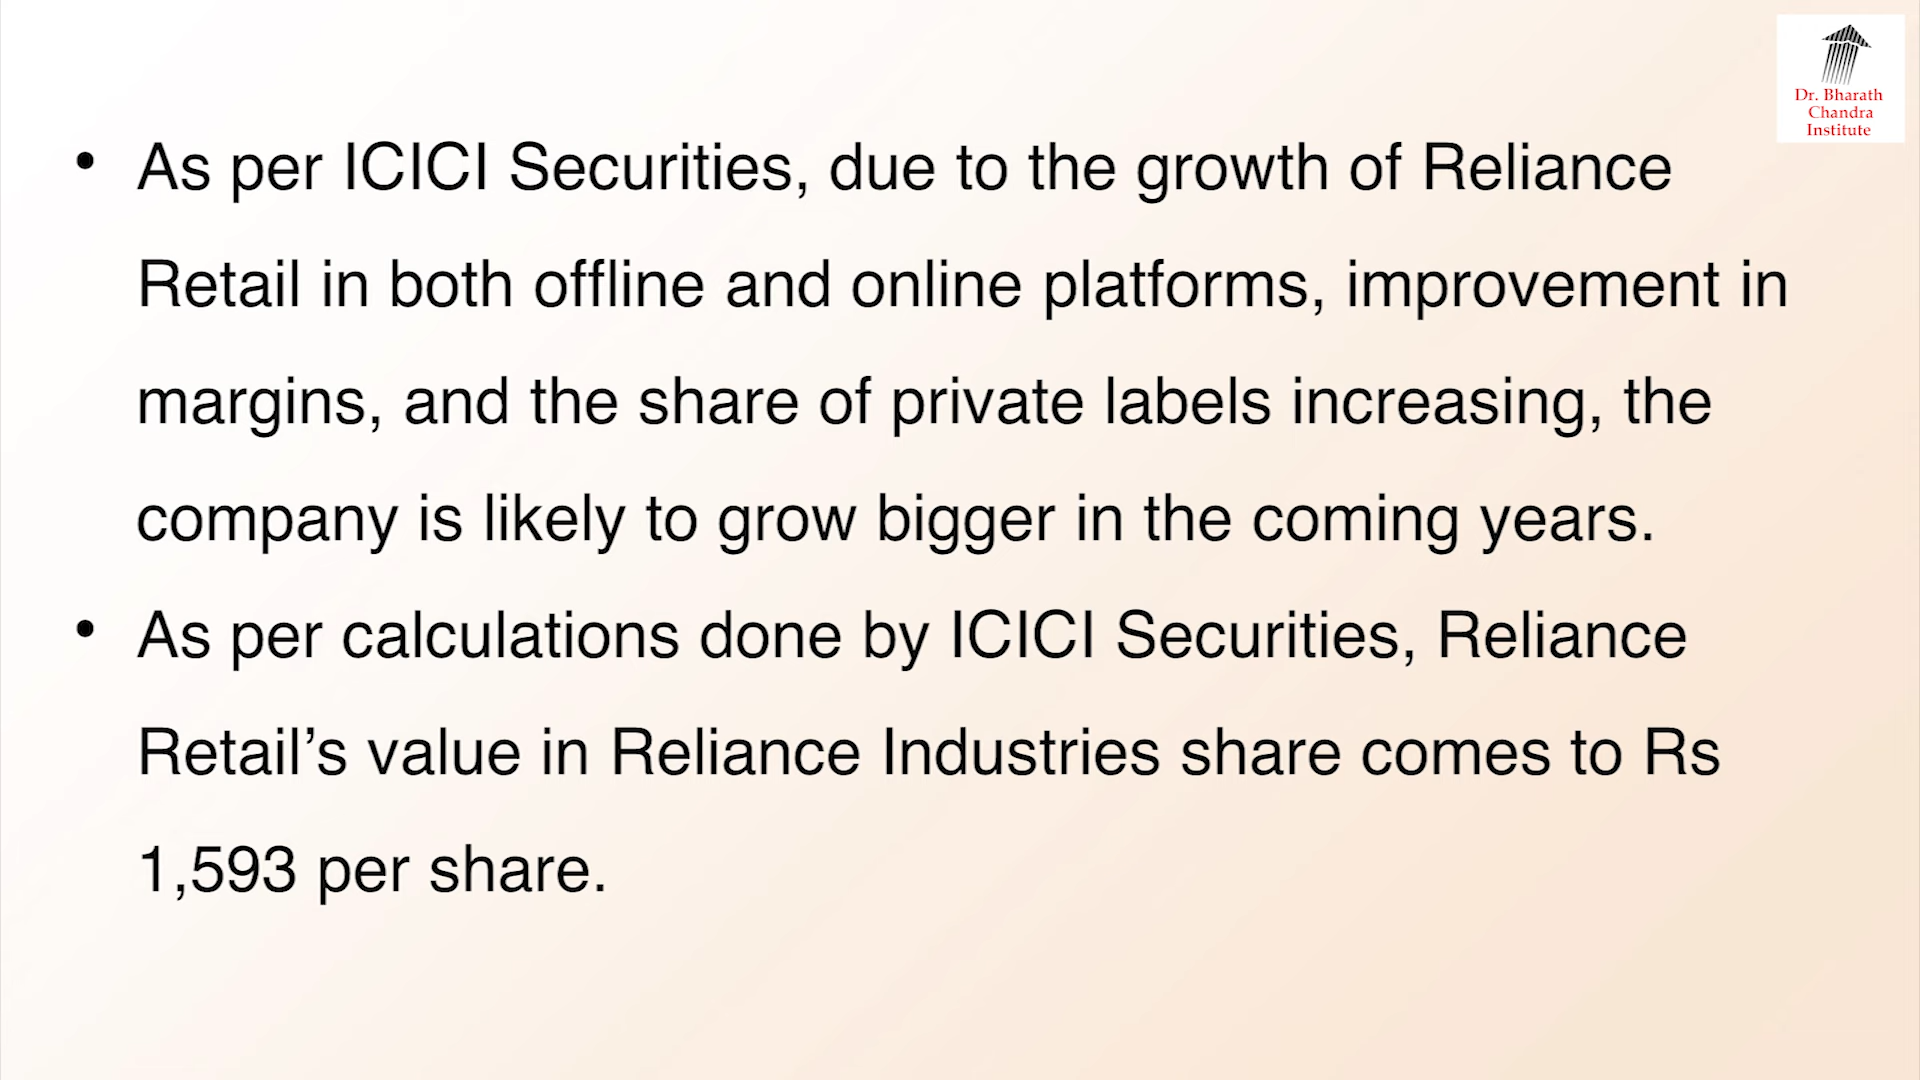 Dr. Bharath
Chandra
Institute
• As per ICICI Securities, due to the growth of Reliance
Retail in both offline and online platforms, improvement in
margins, and the share of private labels increasing, the
company is likely to grow bigger in the coming years.
• As per calculations done by ICICI Securities, Reliance
Retail’s value in Reliance Industries share comes to Rs
1,593 per share.